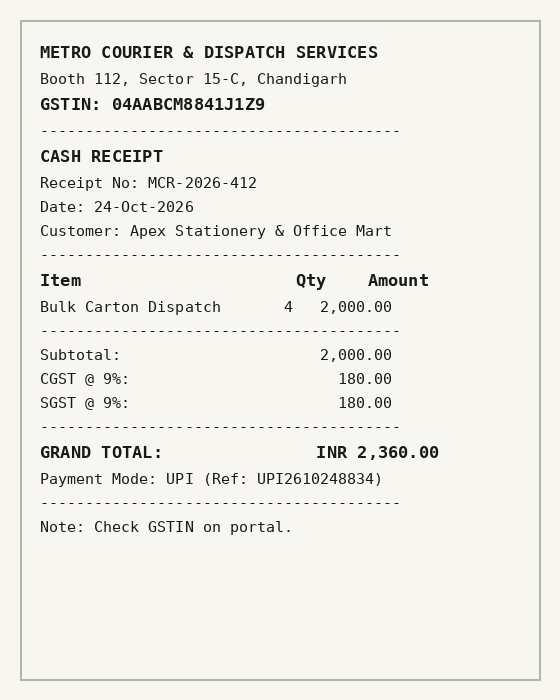 METRO COURIER & DISPATCH SERVICES
Booth 112, Sector 15-C, Chandigarh
GSTIN: 04AABCM8841J1Z9
----------------------------------------
CASH RECEIPT
Receipt No: MCR-2026-412
Date: 24-Oct-2026
Customer: Apex Stationery & Office Mart
----------------------------------------
Item Qty Amount
Bulk Carton Dispatch 4 2,000.00
----------------------------------------
Subtotal: 2,000.00
CGST @ 9%: 180.00
SGST @ 9%: 180.00
----------------------------------------
GRAND TOTAL: INR 2,360.00
Payment Mode: UPI (Ref: UPI2610248834)
----------------------------------------
Note: Check GSTIN on portal.